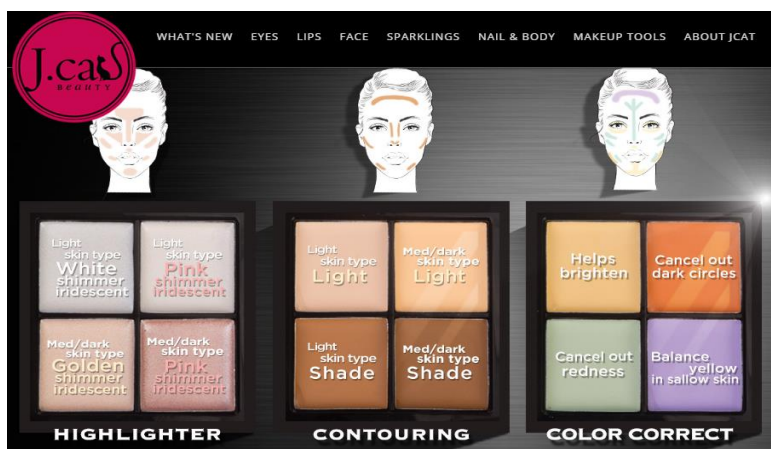 WHAT'S NEW EYES LIPS FACE SPARKLINGS NAIL & BODY MAKEUP TOOLS ABOUT JCAT
J.caS
BEAUTY
Light
skin type
White
shimmer
iridescent
Light
skin type
Pink
shimmer
iridescent
Med/dark
skin type
Golden
shimmer
iridescent
Med/dark
skin type
Pink
shimmer
iridescent
HIGHLIGHTER
Light
skin type
Light
Med/dark
skin type
Light
Light
skin type
Shade
Med/dark
skin type
Shade
CONTOURING
Helps
brighten
Cancel out
dark circles
Cancel out
redness
Balance
yellow
in sallow skin
COLOR CORRECT